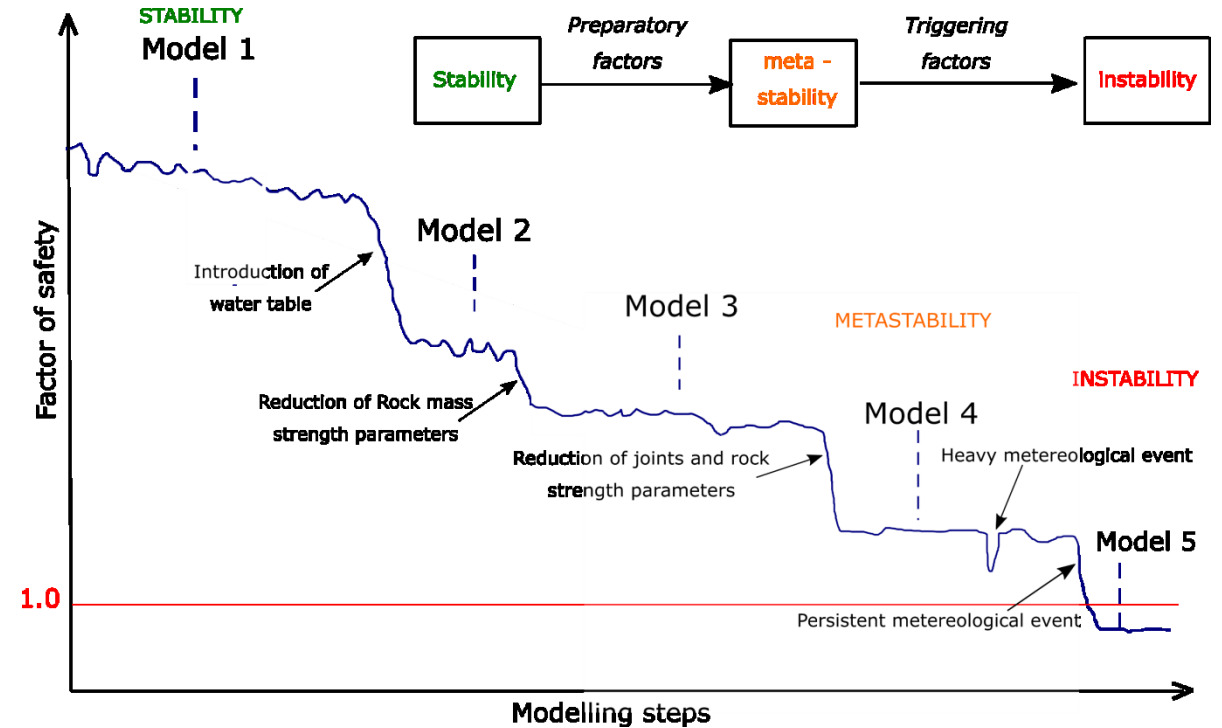 STABILITY
Model 1
Preparatory
factors
Triggering
factors
Stability
meta -
stability
Instability
Factor of safety
Model 2
Introduction of
water table
Model 3
METASTABILITY
INSTABILITY
Reduction of Rock mass
strength parameters
Model 4
Reduction of joints and rock
strength parameters
Heavy metereological event
Model 5
1.0
Persistent metereological event
Modelling steps